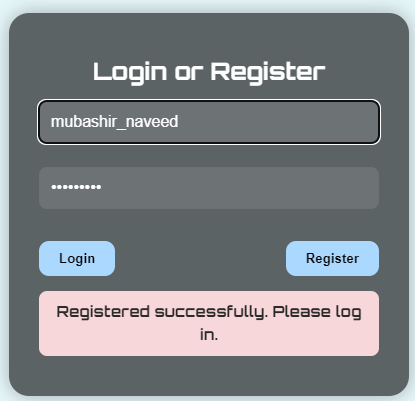 Login or Register
mubashir_naveed
•••••••••
Login
Register
Registered successfully. Please log
in.